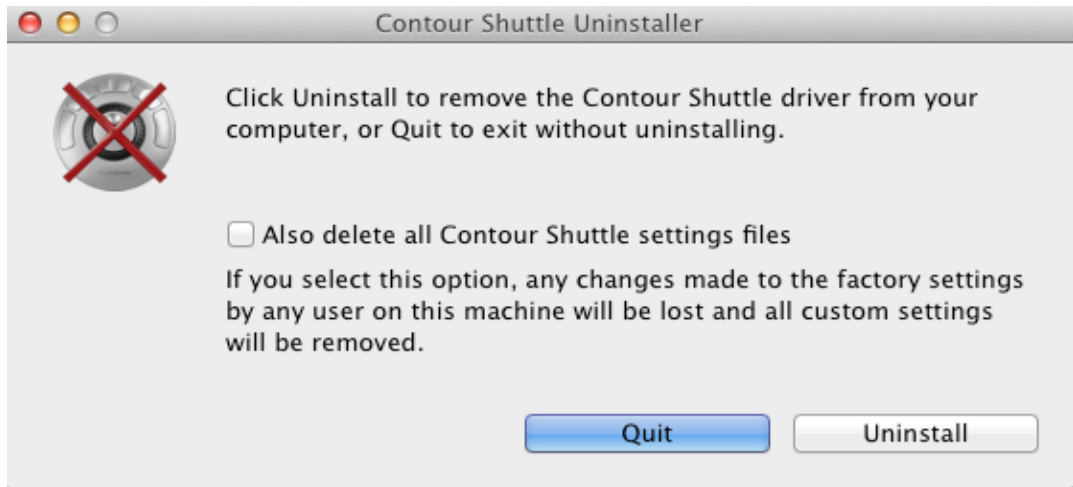 Contour Shuttle Uninstaller
Click Uninstall to remove the Contour Shuttle driver from your
computer, or Quit to exit without uninstalling.
Also delete all Contour Shuttle settings files
If you select this option, any changes made to the factory settings
by any user on this machine will be lost and all custom settings
will be removed.
Quit
Uninstall